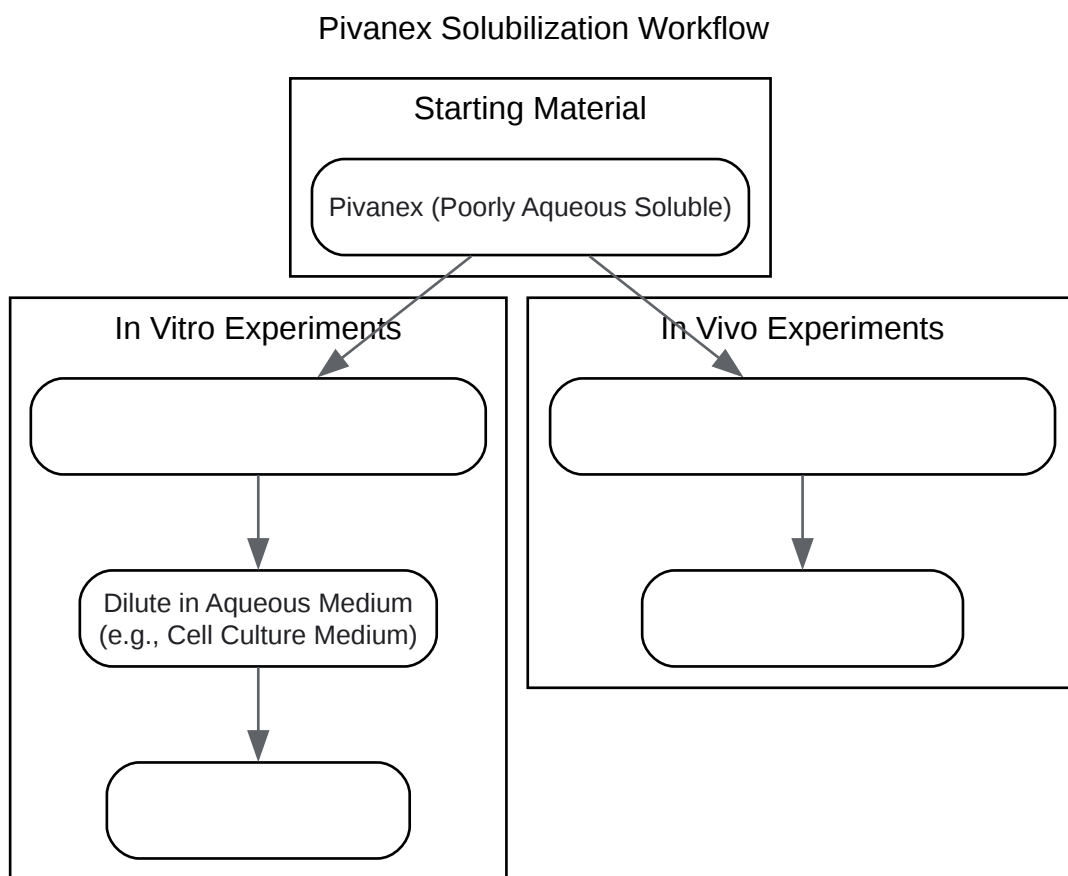 Pivanex Solubilization Workflow
Starting Material
Pivanex (Poorly Aqueous Soluble)
In Vitro Experiments
In Vivo Experiments
Dilute in Aqueous Medium
(e.g., Cell Culture Medium)